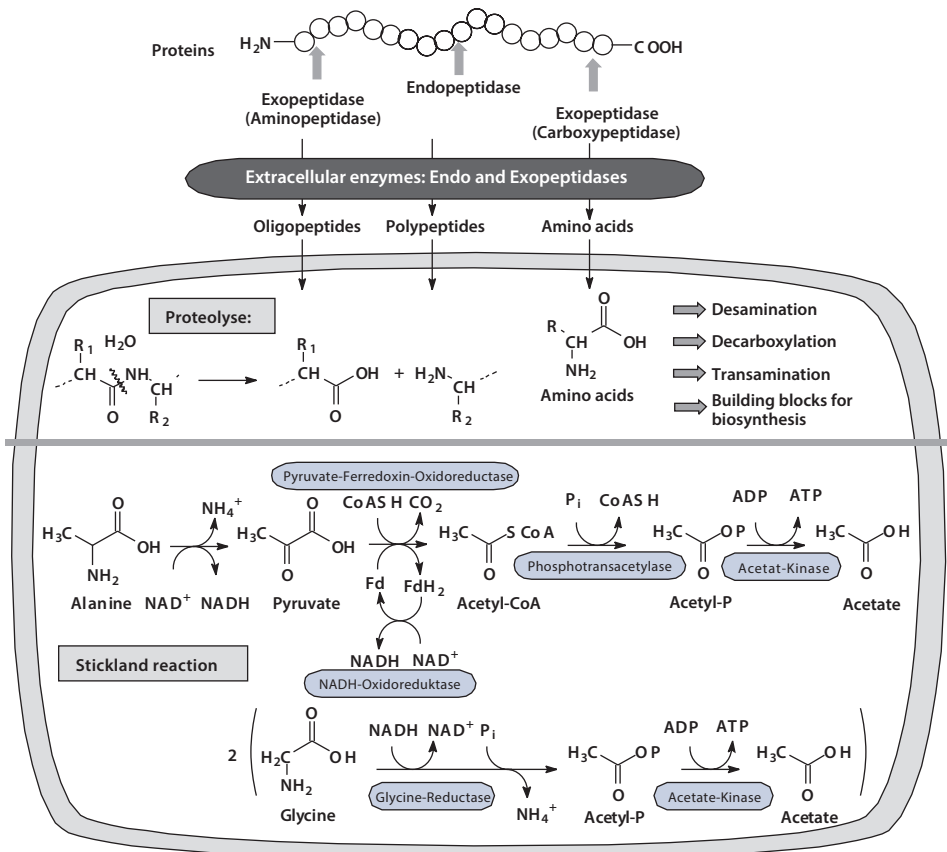 Proteins
H₂N
COOH
Exopeptidase
(Aminopeptidase)
Endopeptidase
Exopeptidase
(Carboxypeptidase)
Extracellular enzymes: Endo and Exopeptidases
Oligopeptides
Polypeptides
Amino acids
Proteolyse:
R₁
H₂O
CH
NH
CH
O
R₂
R₁
CH
OH
O
+
H₂N
CH
R₂
O
R
CH
OH
NH₂
Amino acids
Desamination
Decarboxylation
Transamination
Building blocks for
biosynthesis
Pyruvate-Ferredoxin-Oxidoreductase
O
H₃C
OH
NH₂
Alanine
NH₄⁺
NAD⁺ NADH
O
H₃C
OH
O
Pyruvate
CoASH CO₂
Fd
FdH₂
NADH NAD⁺
NADH-Oxidoreduktase
H₃C
S CoA
O
Acetyl-CoA
Pᵢ
CoASH
Phosphotransacetylase
H₃C
OP
O
Acetyl-P
ADP
ATP
Acetat-Kinase
H₃C
OH
O
Acetate
Stickland reaction
2
O
H₂C
OH
NH₂
Glycine
NADH NAD⁺ Pᵢ
Glycine-Reductase
NH₄⁺
H₃C
OP
O
Acetyl-P
ADP
ATP
Acetate-Kinase
H₃C
OH
O
Acetate